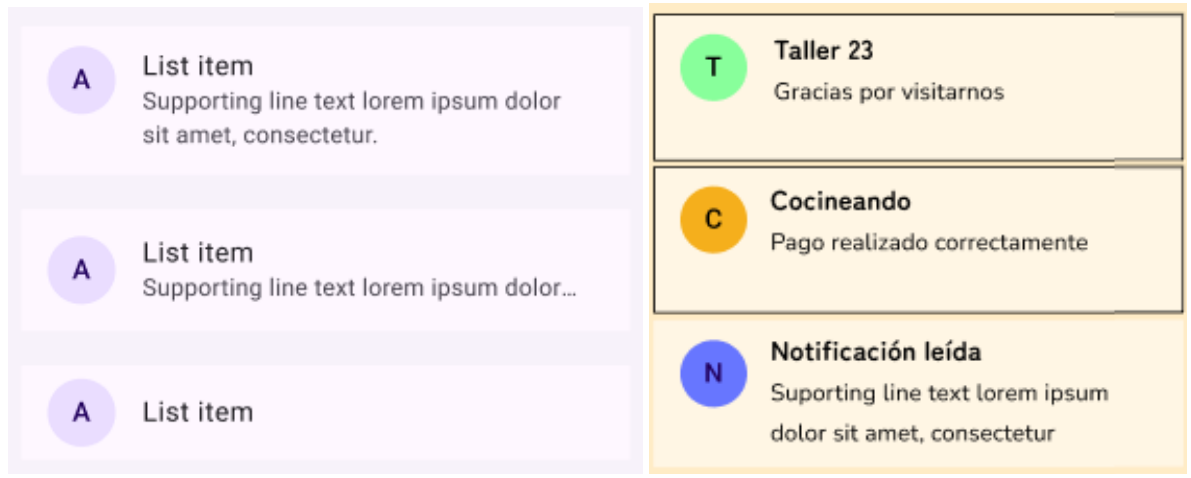 A
List item
Supporting line text lorem ipsum dolor
sit amet, consectetur.
A
List item
Supporting line text lorem ipsum dolor...
A
List item
T
Taller 23
Gracias por visitarnos
C
Cocineando
Pago realizado correctamente
N
Notificación leída
Suporting line text lorem ipsum
dolor sit amet, consectetur